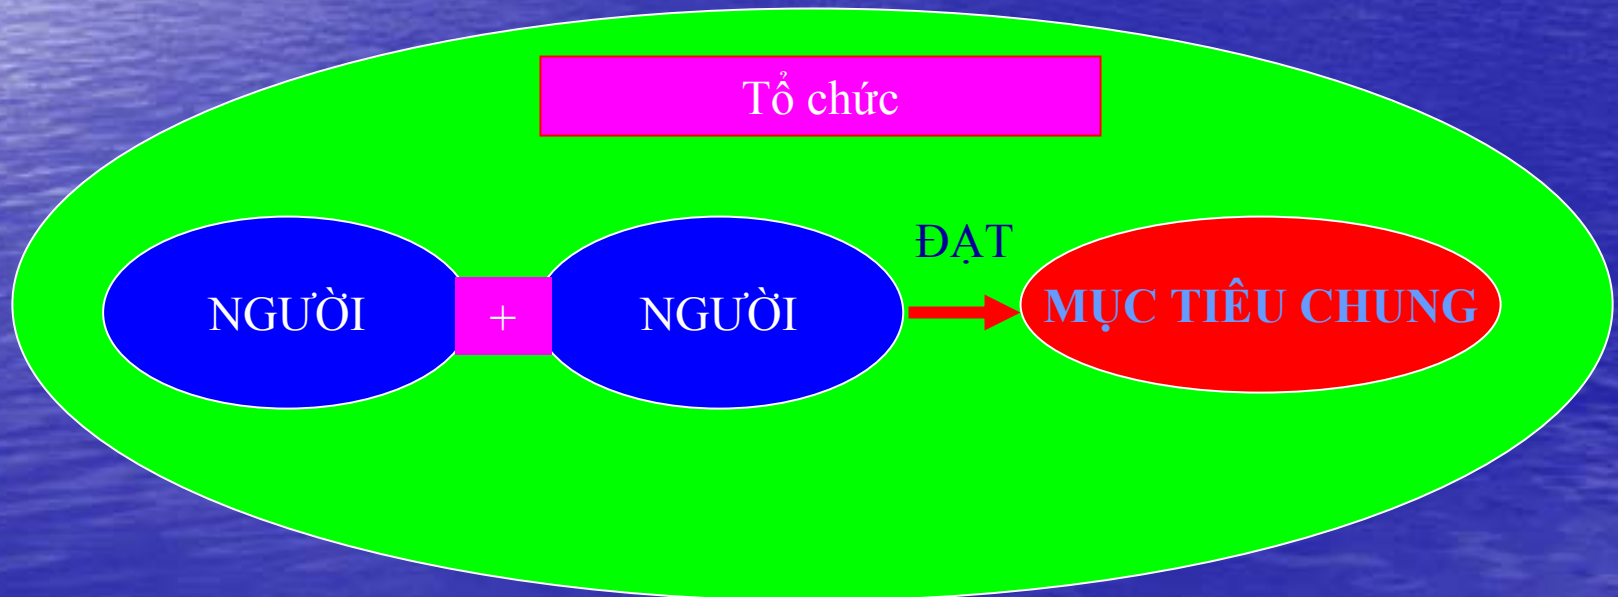 Tổ chức
ĐẠT
NGƯỜI + NGƯỜI MỤC TIÊU CHUNG